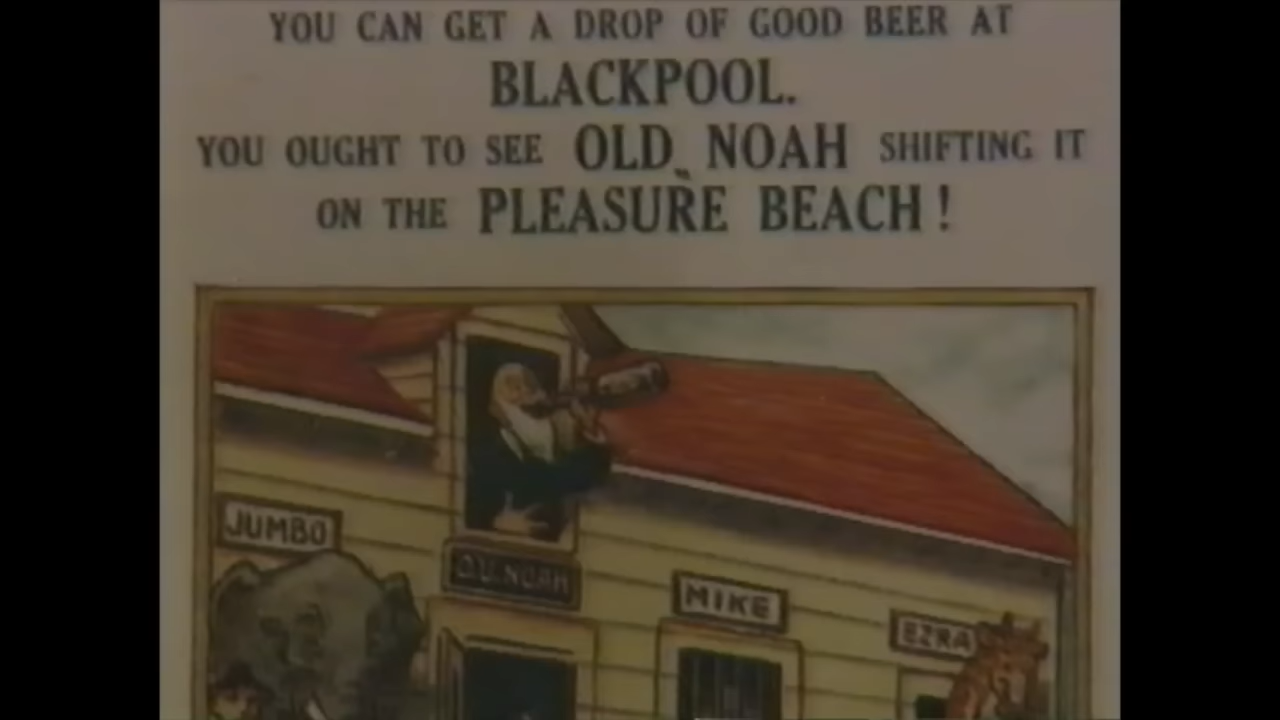 YOU CAN GET A DROP OF GOOD BEER AT
BLACKPOOL.
YOU OUGHT TO SEE OLD NOAH SHIFTING IT
ON THE PLEASURE BEACH!
JUMBO
O.U.NOAH
MIKE
EZRA